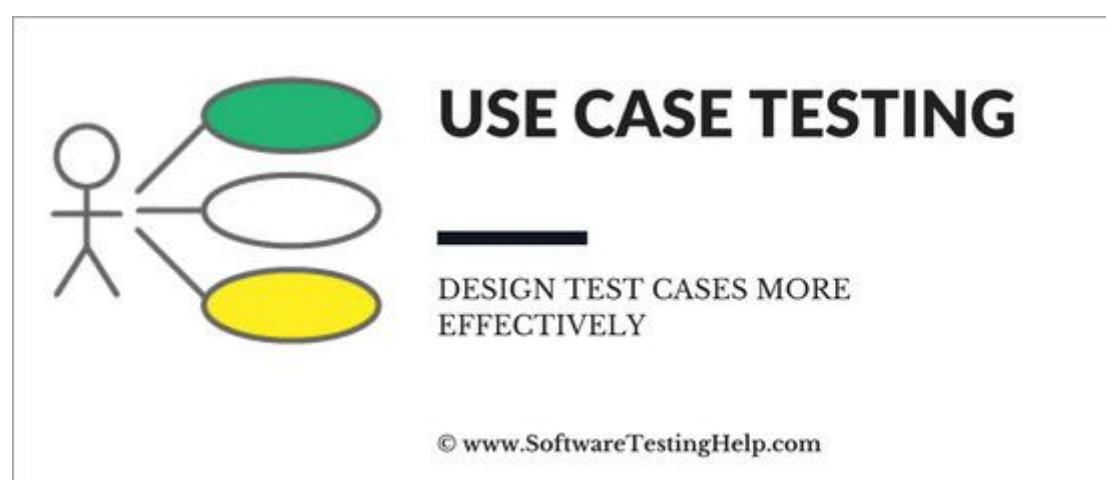 USE CASE TESTING
DESIGN TEST CASES MORE
EFFECTIVELY
© www.SoftwareTestingHelp.com